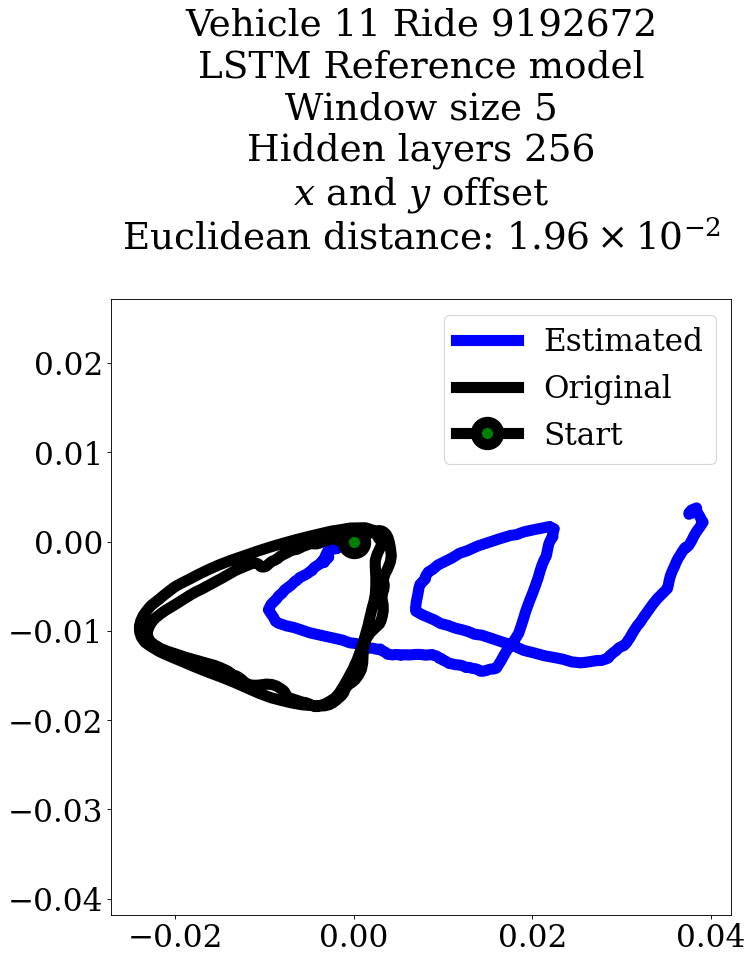 Vehicle 11 Ride 9192672
LSTM Reference model
Window size 5
Hidden layers 256
x and y offset
Euclidean distance: 1.96 × 10⁻²
Estimated
Original
Start
0.02
0.01
0.00
−0.01
−0.02
−0.03
−0.04
−0.02 0.00 0.02 0.04